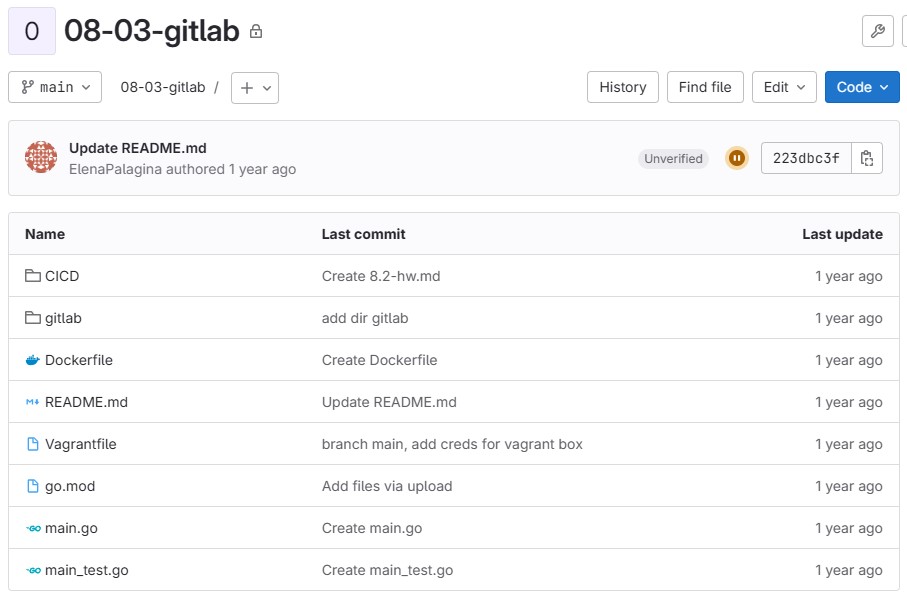 0 08-03-gitlab
main 08-03-gitlab / + History Find file Edit Code
Update README.md
ElenaPalagina authored 1 year ago
Unverified 223dbc3f
Name Last commit Last update
CICD Create 8.2-hw.md 1 year ago
gitlab add dir gitlab 1 year ago
Dockerfile Create Dockerfile 1 year ago
README.md Update README.md 1 year ago
Vagrantfile branch main, add creds for vagrant box 1 year ago
go.mod Add files via upload 1 year ago
main.go Create main.go 1 year ago
main_test.go Create main_test.go 1 year ago